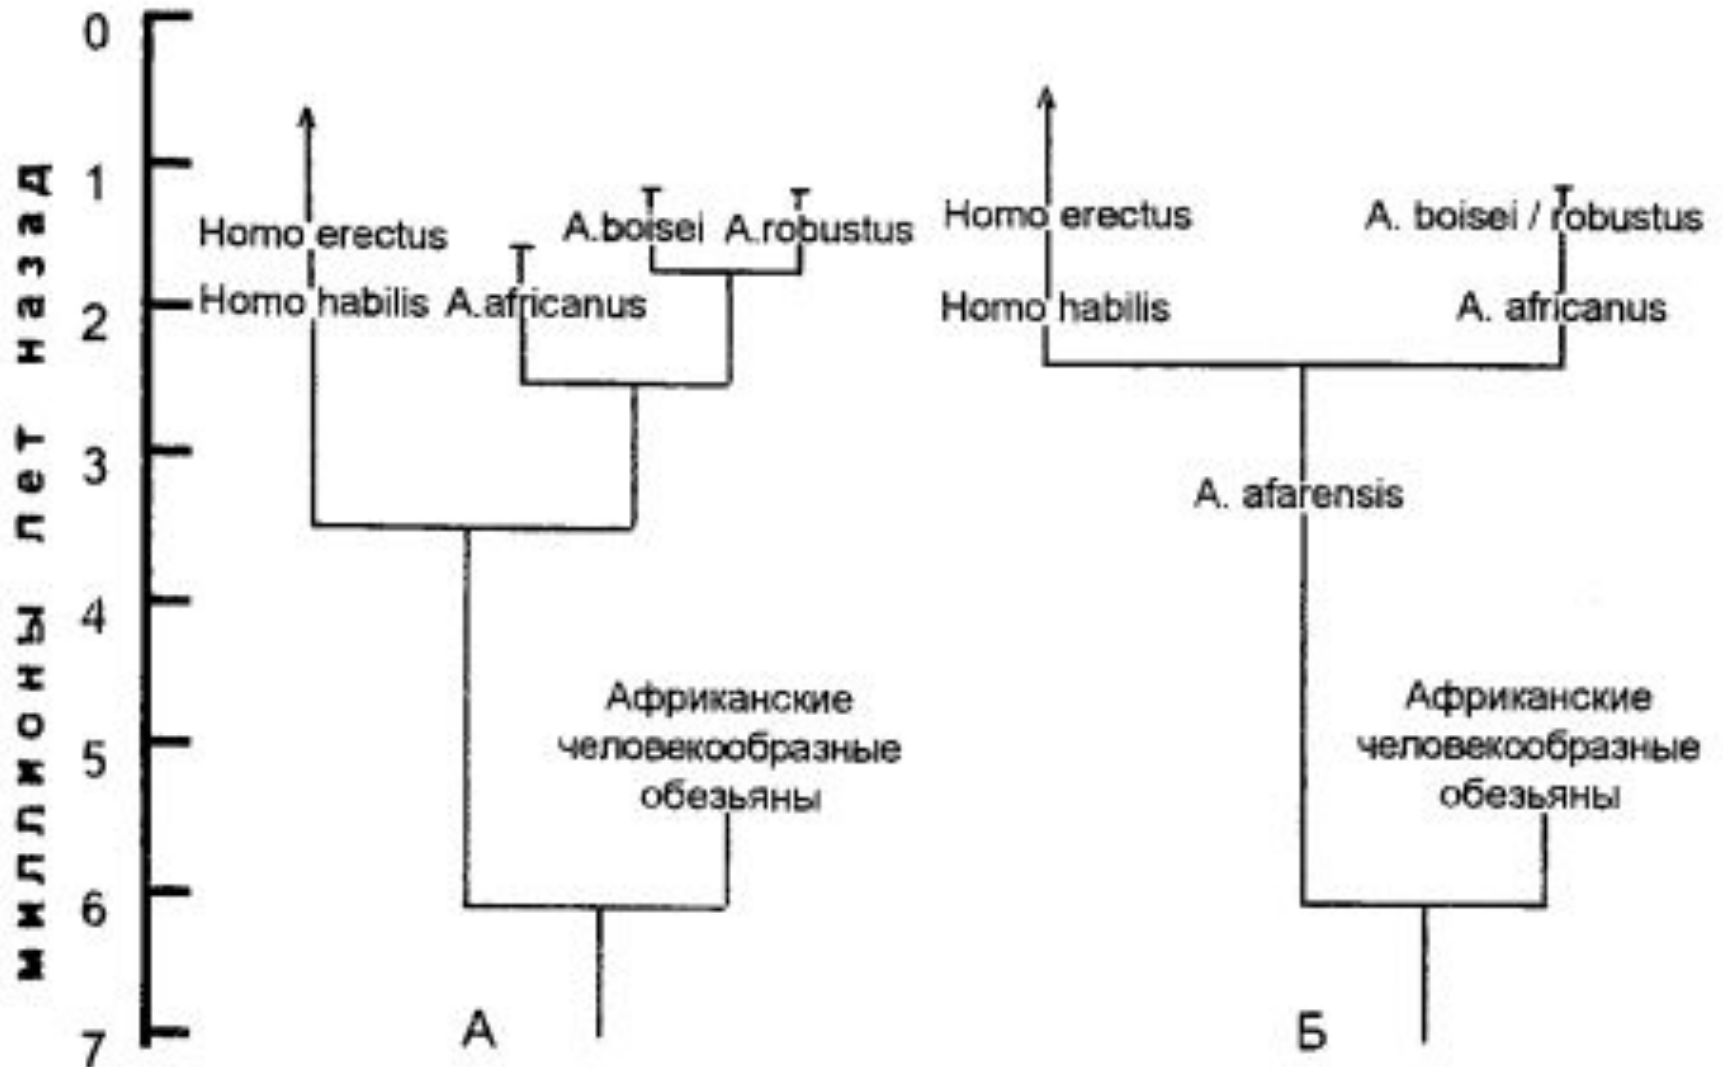 миллионы лет назад
0
1
2
3
4
5
6
7
Homo erectus
Homo habilis
A.africanus
A.boisei
A.robustus
Африканские
человекообразные
обезьяны
А
Homo erectus
Homo habilis
A. boisei / robustus
A. africanus
A. afarensis
Африканские
человекообразные
обезьяны
Б